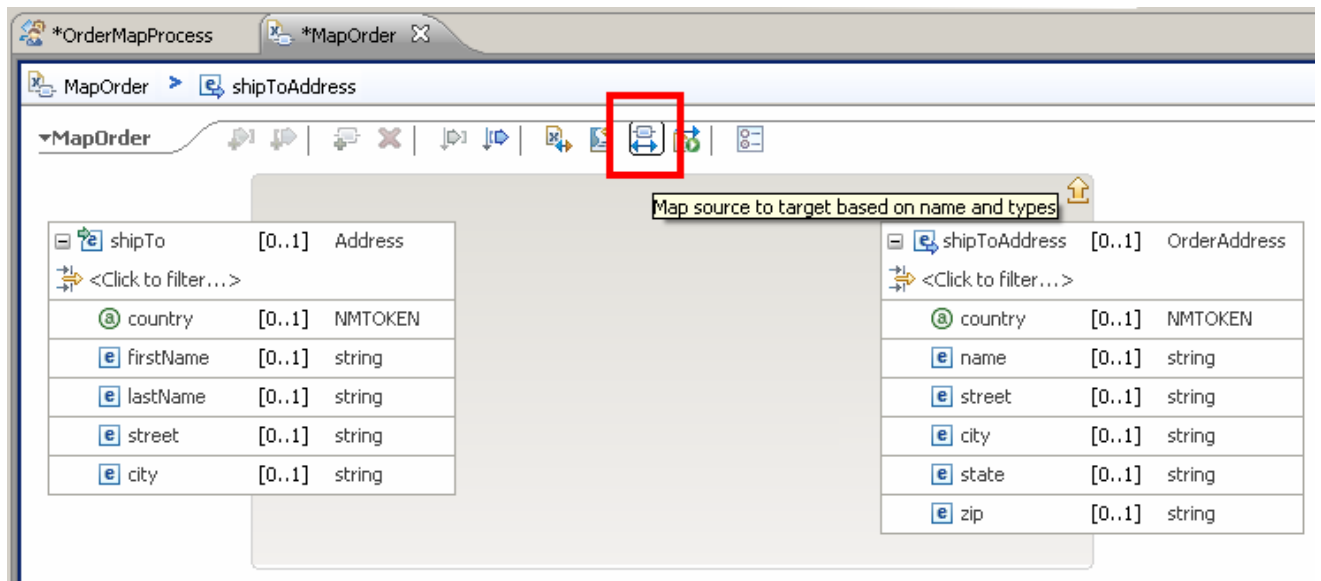 *OrderMapProcess *MapOrder
MapOrder > shipToAddress
MapOrder
Map source to target based on name and types
shipTo [0..1] Address
<Click to filter...>
country [0..1] NMTOKEN
firstName [0..1] string
lastName [0..1] string
street [0..1] string
city [0..1] string
shipToAddress [0..1] OrderAddress
<Click to filter...>
country [0..1] NMTOKEN
name [0..1] string
street [0..1] string
city [0..1] string
state [0..1] string
zip [0..1] string